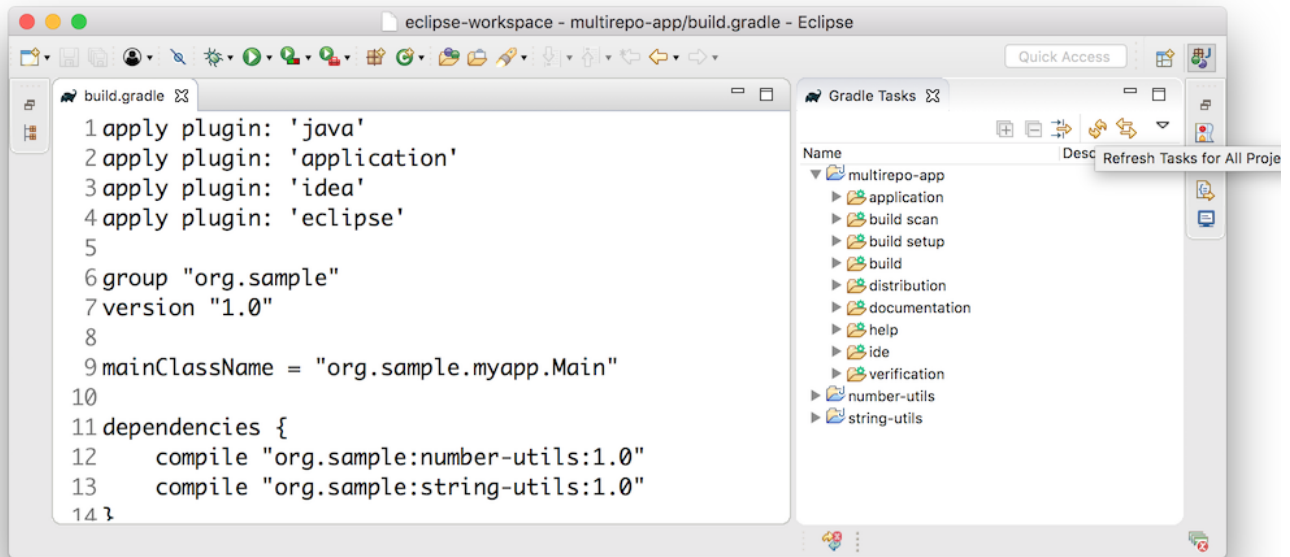 eclipse-workspace - multirepo-app/build.gradle - Eclipse
Quick Access
build.gradle
1 apply plugin: 'java'
2 apply plugin: 'application'
3 apply plugin: 'idea'
4 apply plugin: 'eclipse'
5
6 group "org.sample"
7 version "1.0"
8
9 mainClassName = "org.sample.myapp.Main"
10
11 dependencies {
12 compile "org.sample:number-utils:1.0"
13 compile "org.sample:string-utils:1.0"
14 }
Gradle Tasks
Name Desc
Refresh Tasks for All Proje
multirepo-app
application
build scan
build setup
build
distribution
documentation
help
ide
verification
number-utils
string-utils